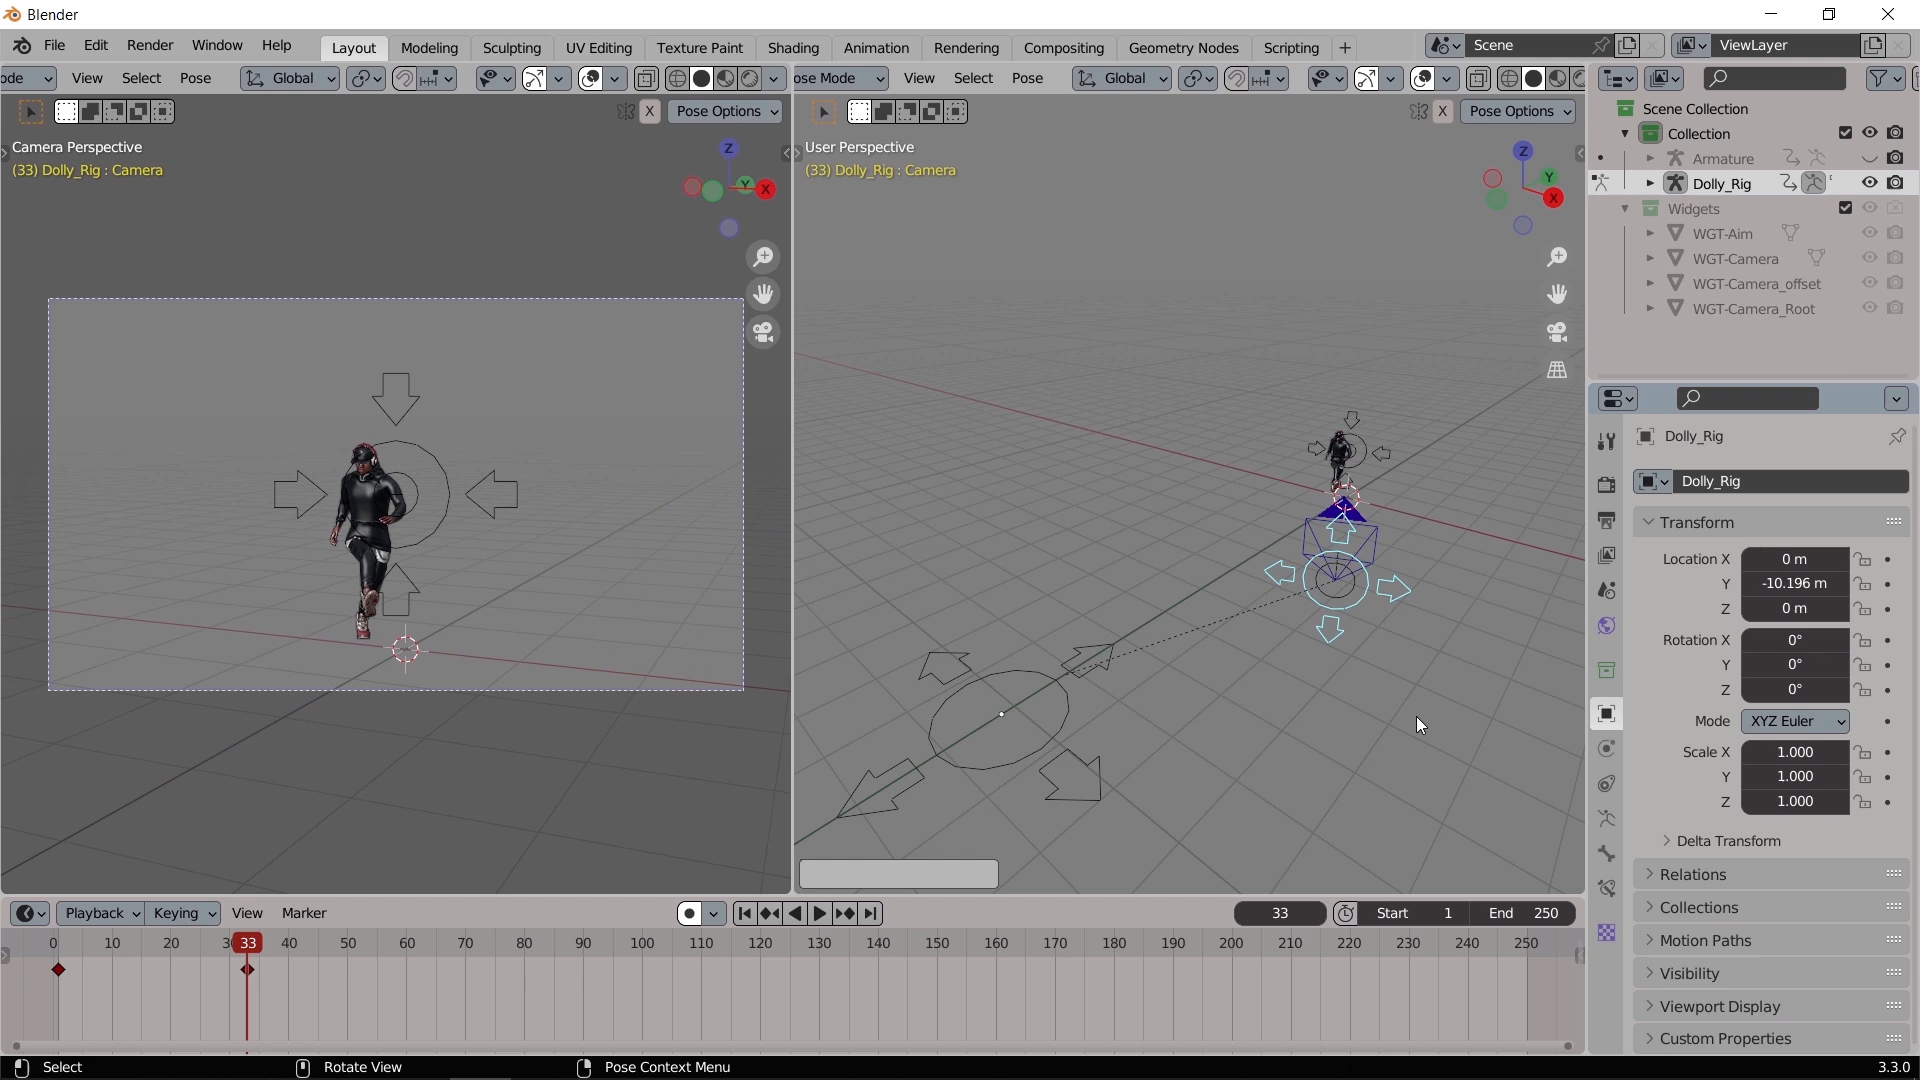 Blender
File Edit Render Window Help Layout Modeling Sculpting UV Editing Texture Paint Shading Animation Rendering Compositing Geometry Nodes Scripting + Scene ViewLayer
ode View Select Pose Global
ose Mode View Select Pose Global
X Pose Options
X Pose Options
Camera Perspective
(33) Dolly_Rig : Camera
Z
Y
X
User Perspective
(33) Dolly_Rig : Camera
Z
Y
X
Scene Collection
Collection
Armature
Dolly_Rig
Widgets
WGT-Aim
WGT-Camera
WGT-Camera_offset
WGT-Camera_Root
Dolly_Rig
Dolly_Rig
Transform
Location X 0 m
Y -10.196 m
Z 0 m
Rotation X 0°
Y 0°
Z 0°
Mode XYZ Euler
Scale X 1.000
Y 1.000
Z 1.000
Delta Transform
Relations
Collections
Motion Paths
Visibility
Viewport Display
Custom Properties
Playback Keying View Marker 33 Start 1 End 250
0 10 20 3 33 40 50 60 70 80 90 100 110 120 130 140 150 160 170 180 190 200 210 220 230 240 250
Select Rotate View Pose Context Menu 3.3.0